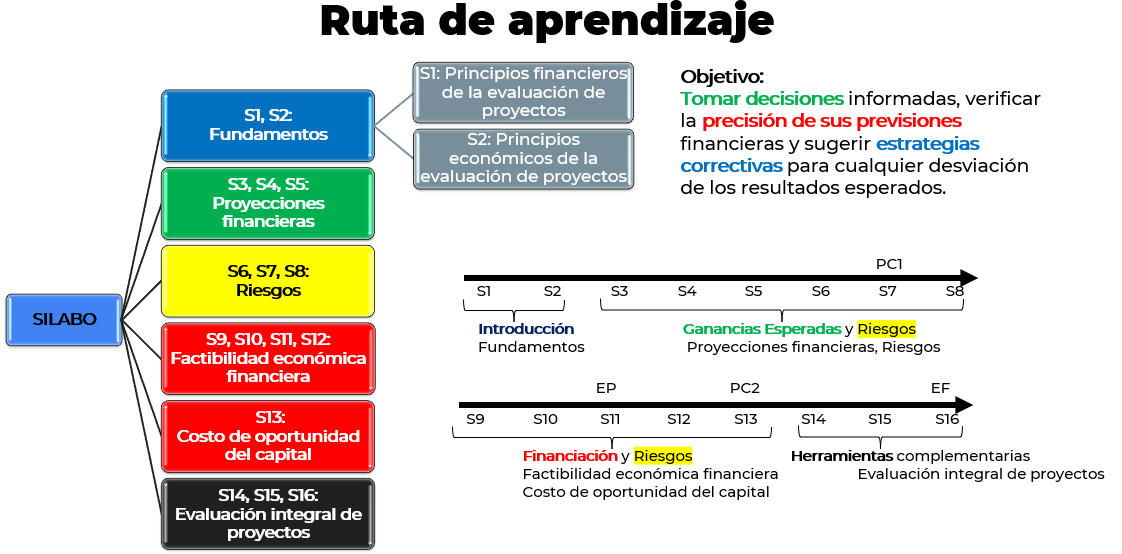 Ruta de aprendizaje
SILABO
S1, S2:
Fundamentos
S1: Principios financieros
de la evaluación de
proyectos
S2: Principios
económicos de la
evaluación de proyectos
S3, S4, S5:
Proyecciones
financieras
S6, S7, S8:
Riesgos
S9, S10, S11, S12:
Factibilidad económica
financiera
S13:
Costo de oportunidad
del capital
S14, S15, S16:
Evaluación integral de
proyectos
Objetivo:
Tomar decisiones informadas, verificar
la precisión de sus previsiones
financieras y sugerir estrategias
correctivas para cualquier desviación
de los resultados esperados.
PC1
S1 S2 S3 S4 S5 S6 S7 S8
Introducción
Fundamentos
Ganancias Esperadas y Riesgos
Proyecciones financieras, Riesgos
EP PC2 EF
S9 S10 S11 S12 S13 S14 S15 S16
Financiación y Riesgos
Factibilidad económica financiera
Costo de oportunidad del capital
Herramientas complementarias
Evaluación integral de proyectos